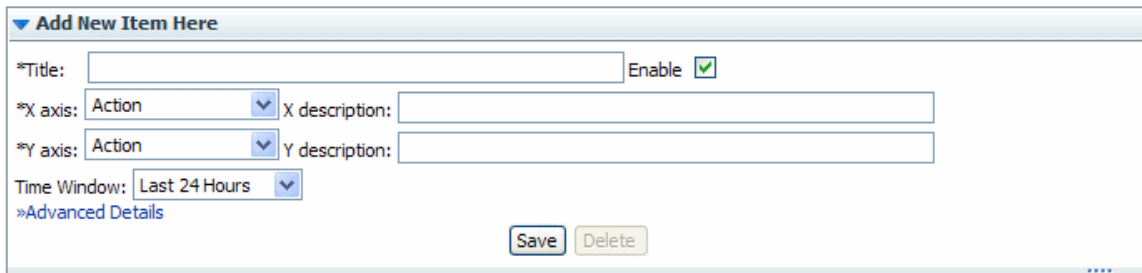 Add New Item Here
*Title: Enable
*X axis: Action X description:
*Y axis: Action Y description:
Time Window: Last 24 Hours
»Advanced Details
Save Delete